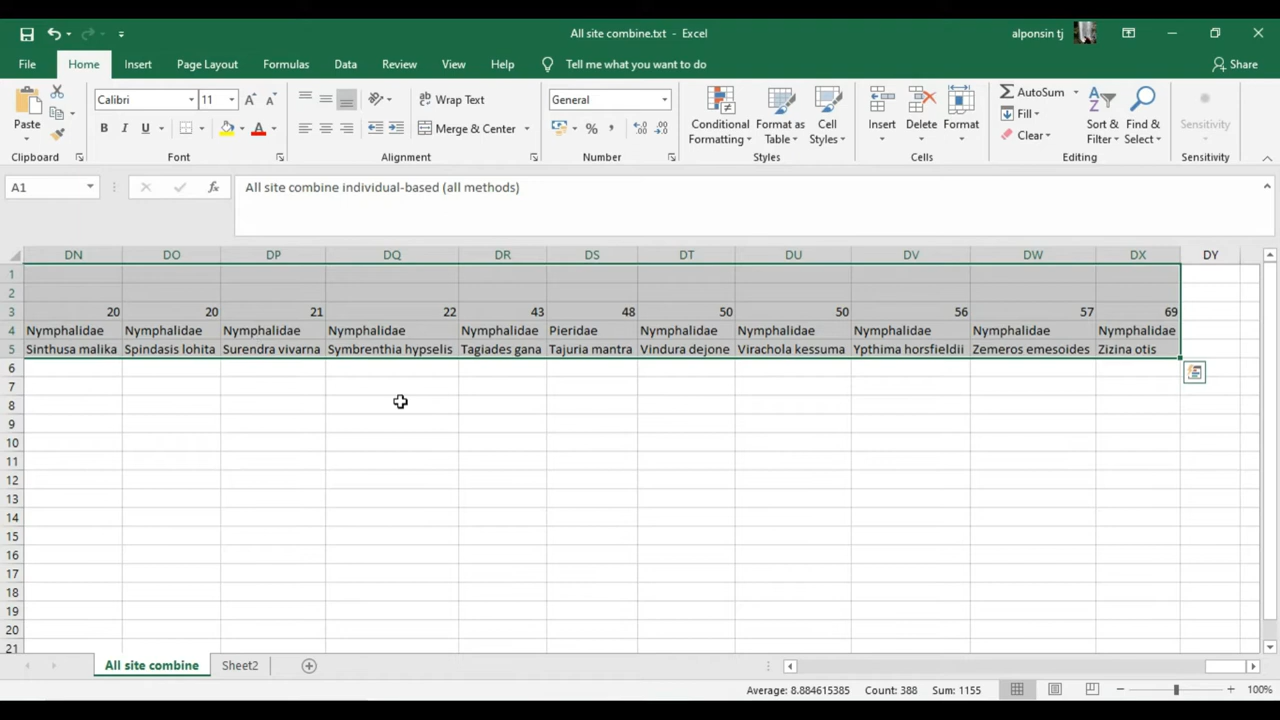 All site combine.txt - Excel
alponsin tj
File Home Insert Page Layout Formulas Data Review View Help Tell me what you want to do Share
Paste
Clipboard
Calibri 11
B I U
Font
Wrap Text
Merge & Center
Alignment
General
% ,
Number
Conditional Formatting
Format as Table
Cell Styles
Styles
Insert
Delete
Format
Cells
AutoSum
Fill
Clear
Sort & Filter
Find & Select
Editing
Sensitivity
Sensitivity
A1 fx All site combine individual-based (all methods)
DN DO DP DQ DR DS DT DU DV DW DX DY
1
2
3 20 20 21 22 43 48 50 50 56 57 69
4 Nymphalidae Nymphalidae Nymphalidae Nymphalidae Nymphalidae Pieridae Nymphalidae Nymphalidae Nymphalidae Nymphalidae Nymphalidae
5 Sinthusa malika Spindasis lohita Surendra vivarna Symbrenthia hypselis Tagiades gana Tajuria mantra Vindura dejone Virachola kessuma Ypthima horsfieldii Zemeros emesoides Zizina otis
6
7
8
9
10
11
12
13
14
15
16
17
18
19
20
21
All site combine Sheet2
Average: 8.884615385 Count: 388 Sum: 1155 100%